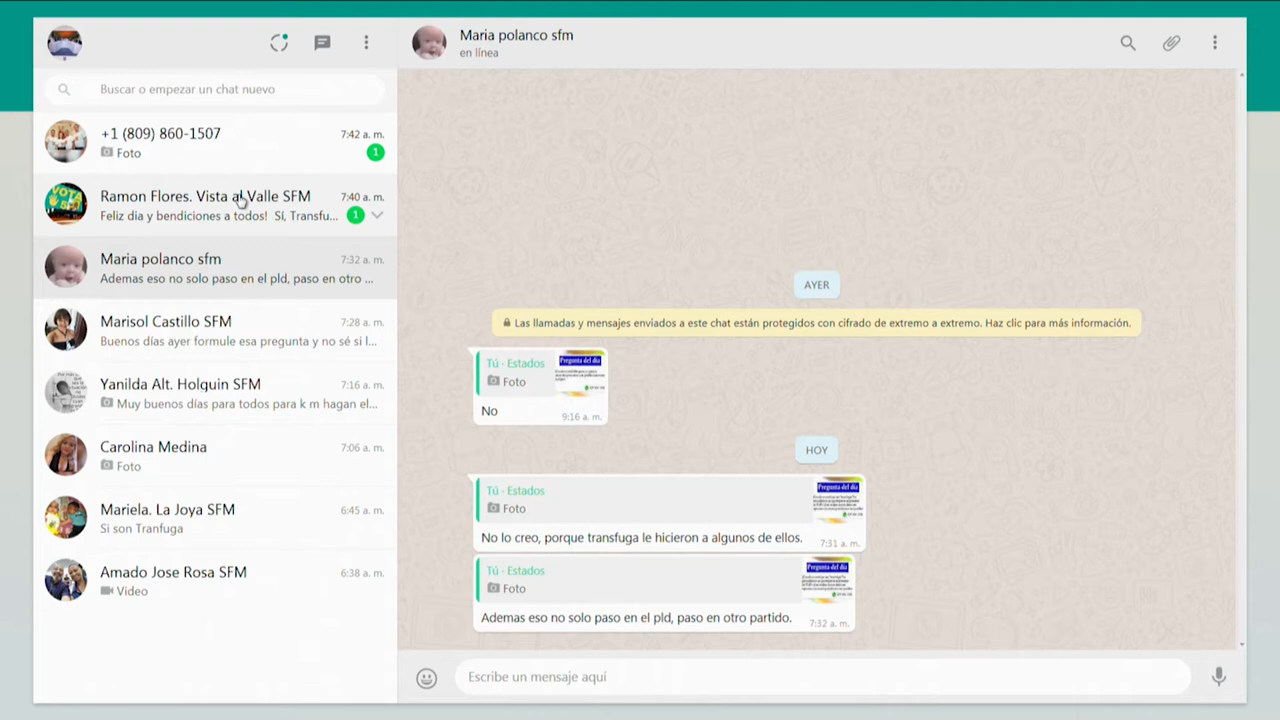 Maria polanco sfm
en línea
Buscar o empezar un chat nuevo
+1 (809) 860-1507
7:42 a. m.
Foto
1
Ramon Flores. Vista al Valle SFM
7:40 a. m.
Feliz dia y bendiciones a todos! Sí, Transfu...
1
VOTA
Maria polanco sfm
7:32 a. m.
Ademas eso no solo paso en el pld, paso en otro ...
Marisol Castillo SFM
7:28 a. m.
Buenos días ayer formule esa pregunta y no sé si l...
Yanilda Alt. Holguin SFM
7:16 a. m.
Muy buenos días para todos para k m hagan el...
Carolina Medina
7:06 a. m.
Foto
Mariela La Joya SFM
6:45 a. m.
Si son Tranfuga
Amado Jose Rosa SFM
6:38 a. m.
Video
AYER
Las llamadas y mensajes enviados a este chat están protegidos con cifrado de extremo a extremo. Haz clic para más información.
Tú · Estados
Foto
Pregunta del día
No
9:16 a. m.
HOY
Tú · Estados
Foto
Pregunta del día
No lo creo, porque transfuga le hicieron a algunos de ellos.
7:31 a. m.
Tú · Estados
Foto
Pregunta del día
Ademas eso no solo paso en el pld, paso en otro partido.
7:32 a. m.
Escribe un mensaje aquí